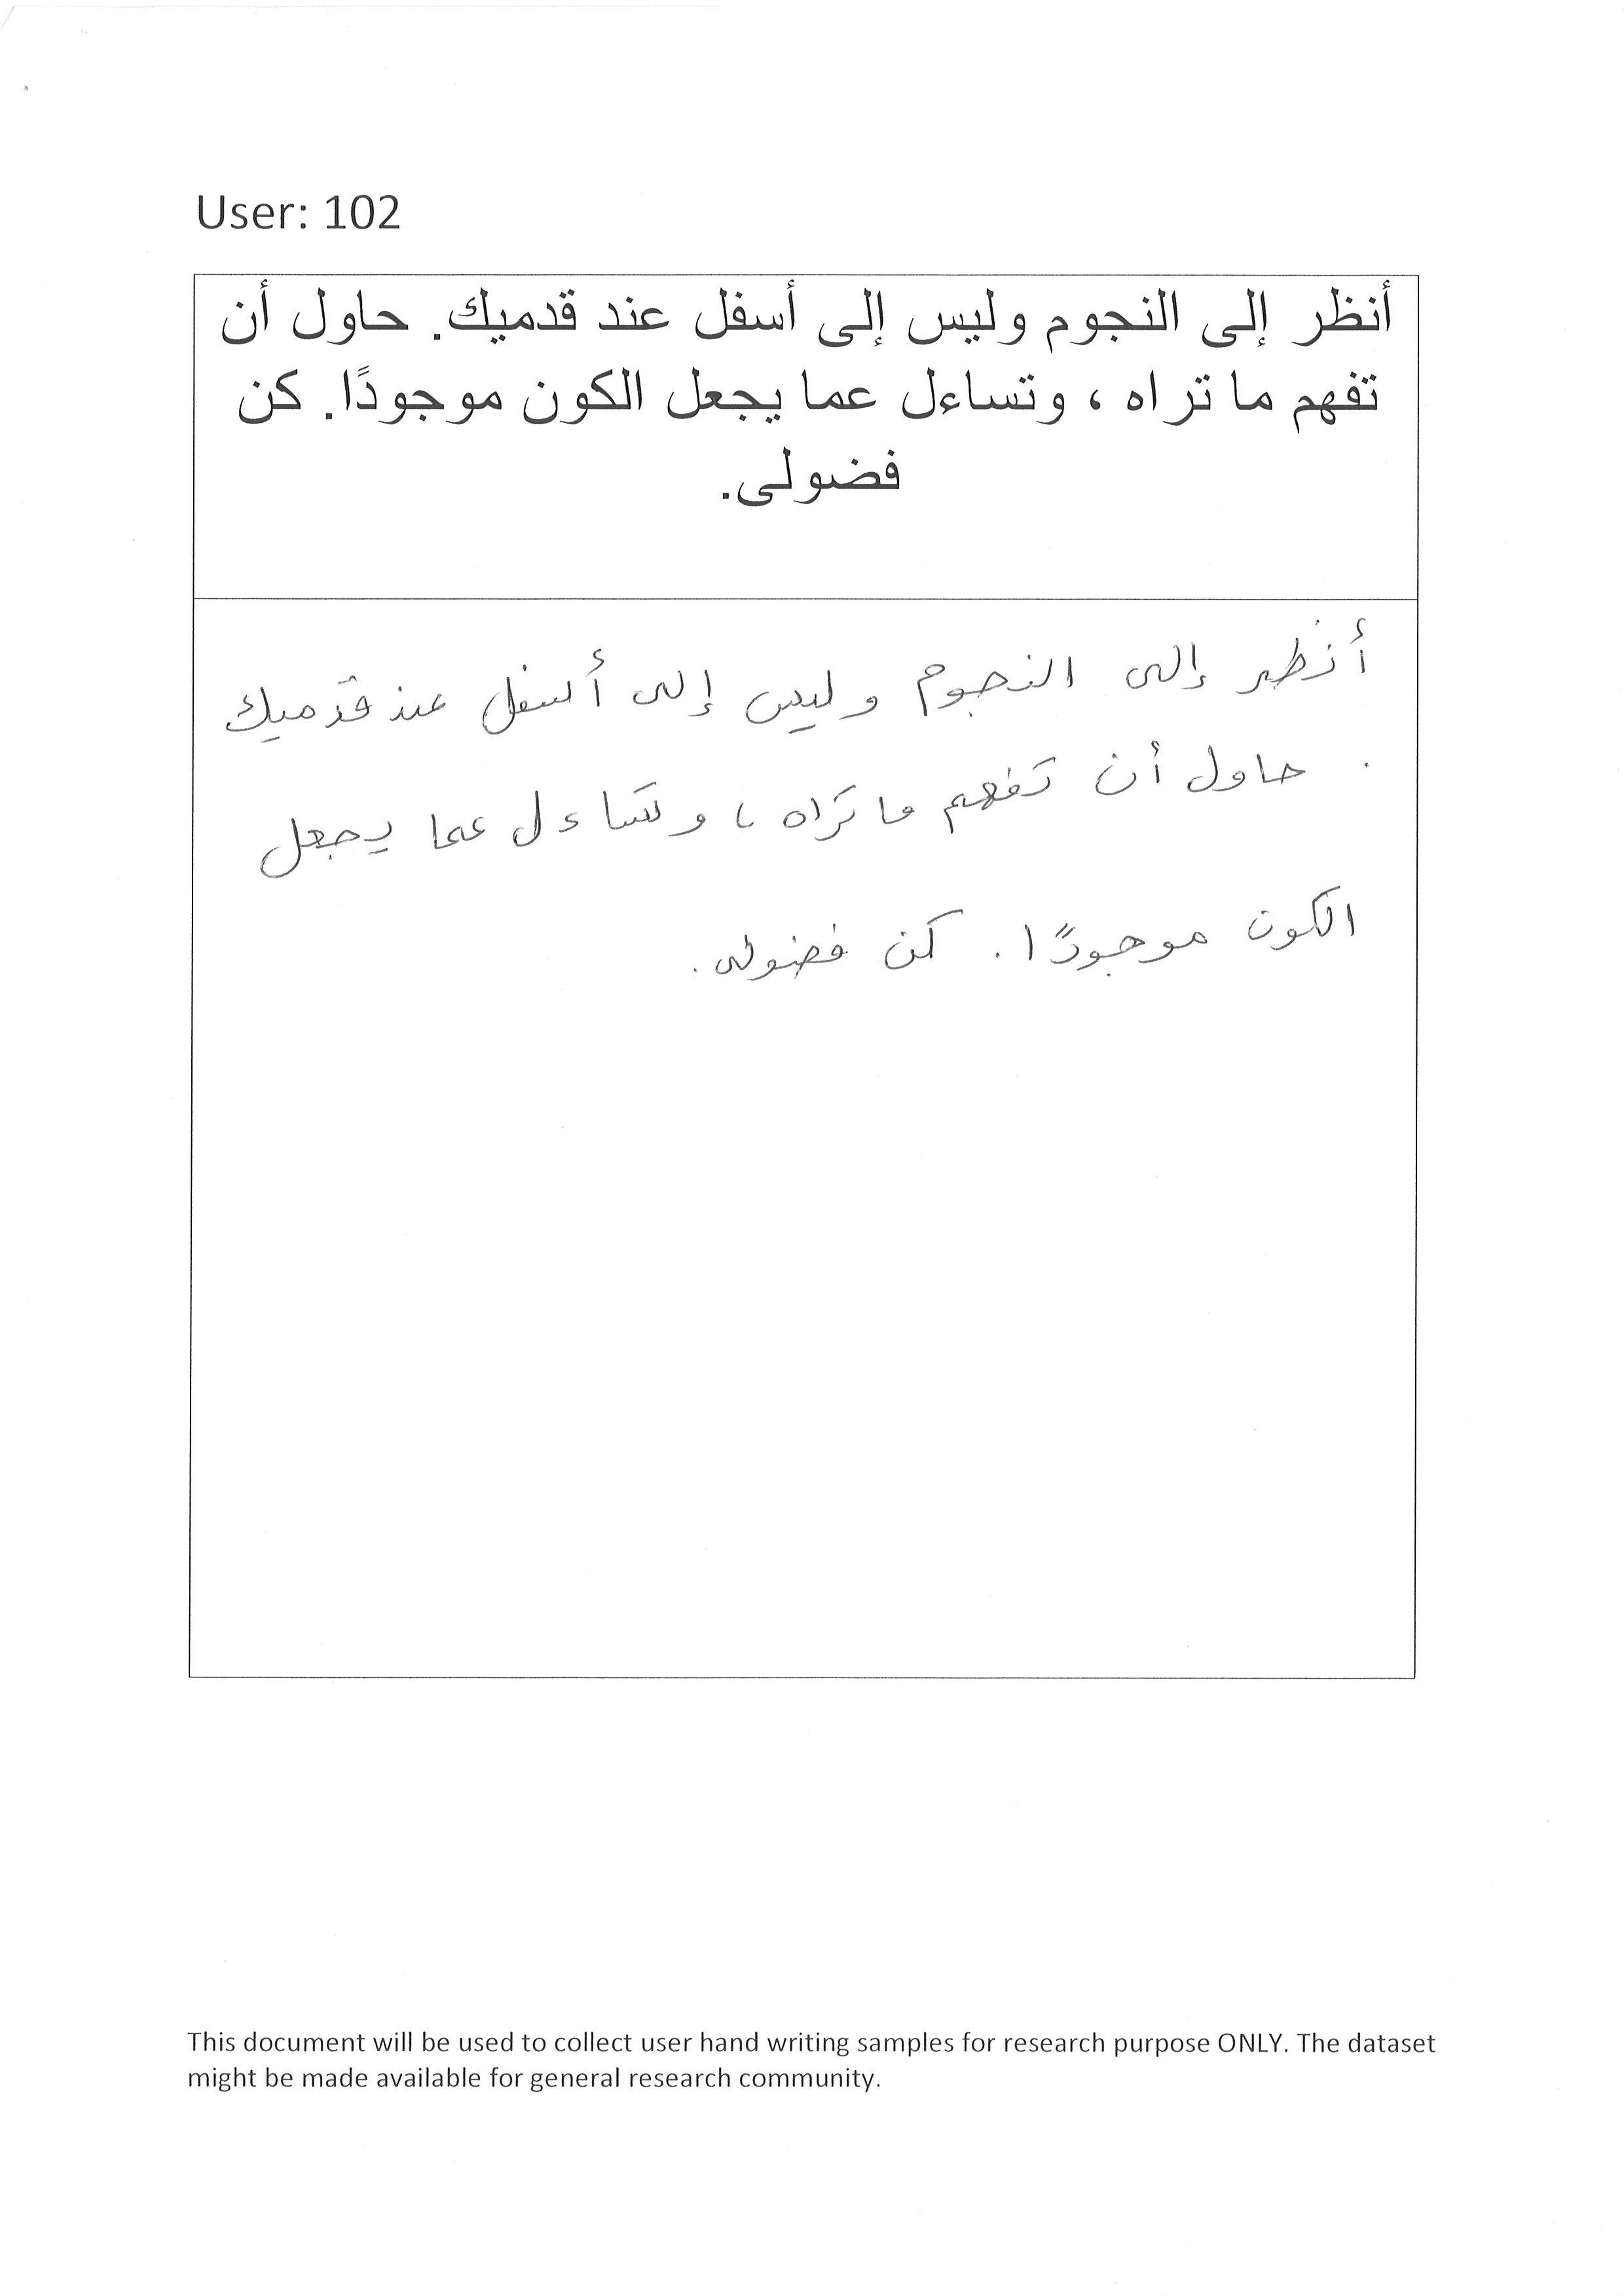 User: 102
أنظر إلى النجوم وليس إلى أسفل عند قدميك. حاول أن
تفهم ما تراه ، وتساءل عما يجعل الكون موجودًا. كن
فضولى.
أنظر إلى النجوم وليس إلى أسفل عند قدميك
. حاول أن تفهم ما تراه ، وتساءل عما يجعل
الكون موجودًا. كن فضولى.
This document will be used to collect user hand writing samples for research purpose ONLY. The dataset
might be made available for general research community.